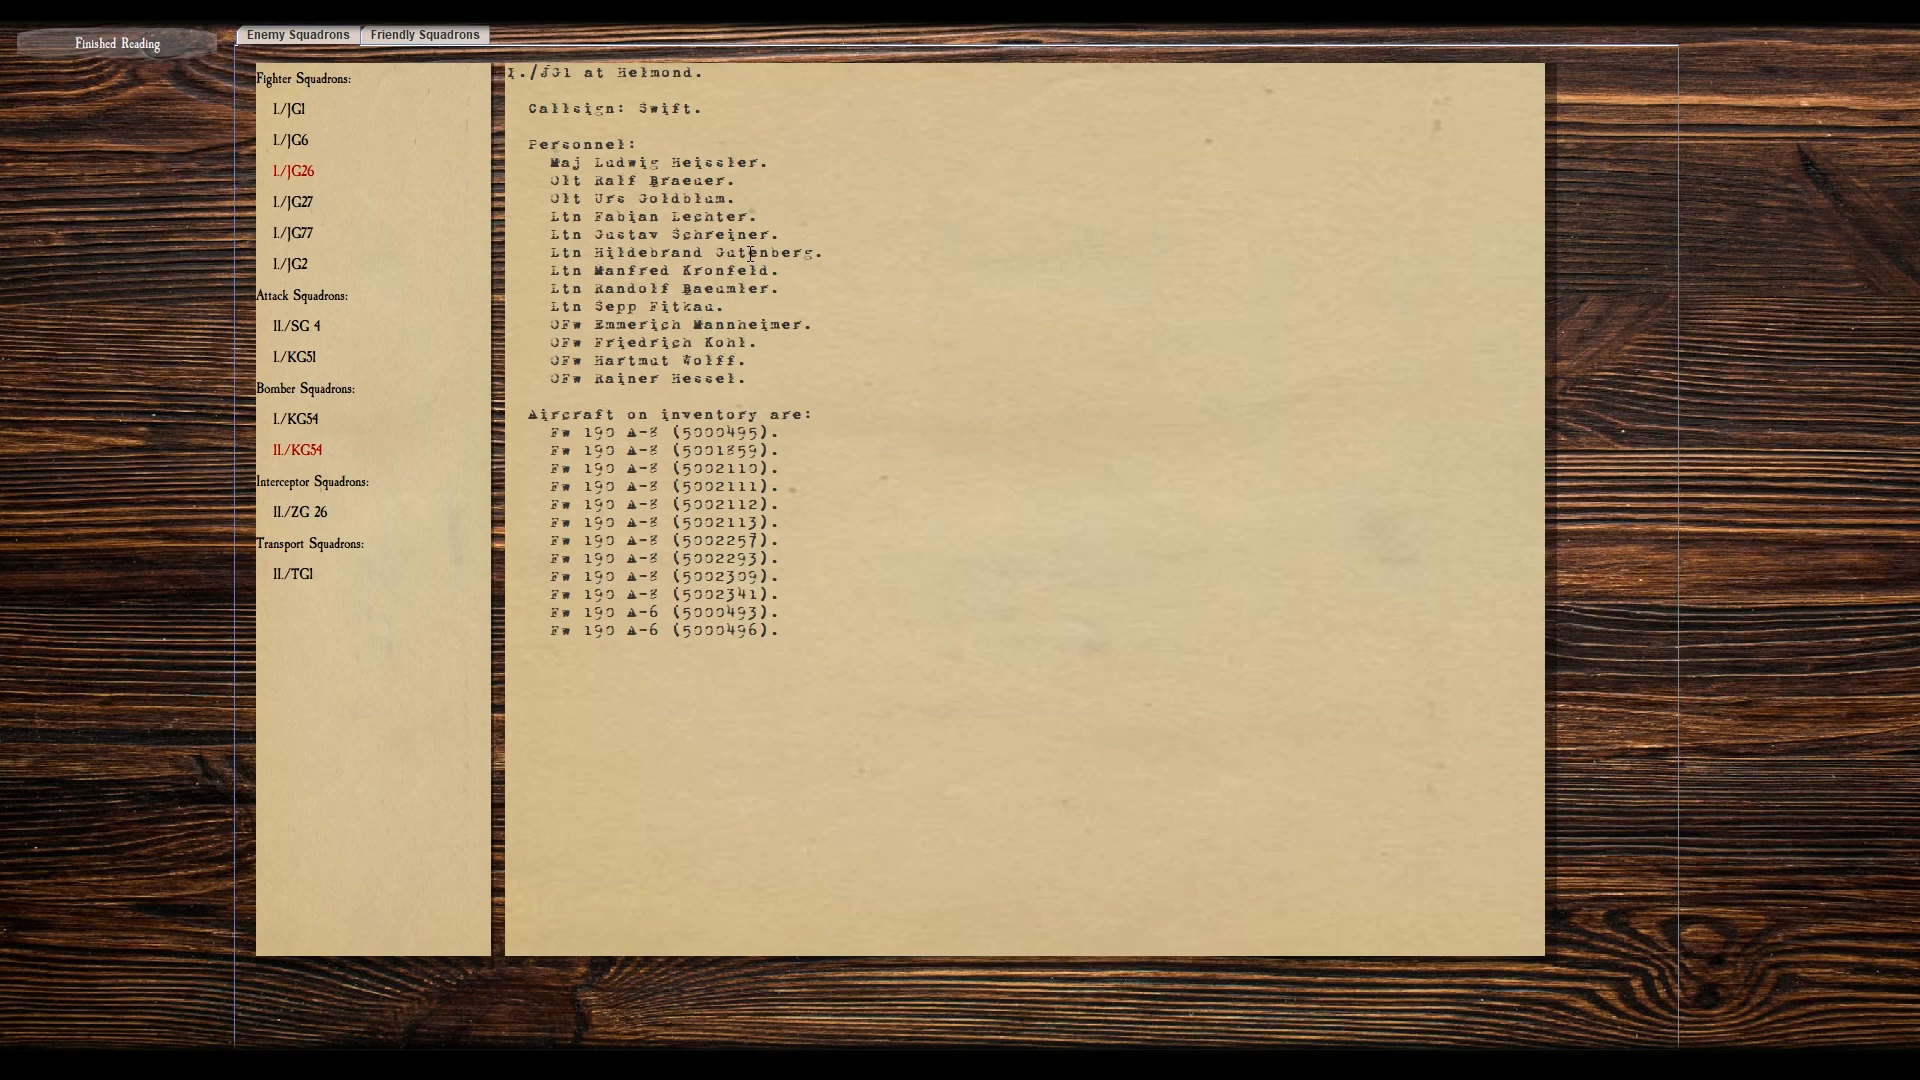 Finished Reading
Enemy Squadrons
Friendly Squadrons
Fighter Squadrons:
I./JG1
I./JG6
I./JG26
I./JG27
I./JG77
I./JG2
Attack Squadrons:
II./SG 4
I./KG51
Bomber Squadrons:
I./KG54
II./KG54
Interceptor Squadrons:
II./ZG 26
Transport Squadrons:
II./TG1
I./JG1 at Helmond.
Callsign: Swift.
Personnel:
Maj Ludwig Heissler.
Olt Ralf Braeuer.
Olt Urs Goldblum.
Ltn Fabian Lechter.
Ltn Gustav Schreiner.
Ltn Hildebrand Gutenberg.
Ltn Manfred Kronfeld.
Ltn Randolf Baeumler.
Ltn Sepp Fitkau.
OFw Emmerich Mannheimer.
OFw Friedrich Kohl.
OFw Hartmut Wolff.
OFw Rainer Hessel.
Aircraft on inventory are:
Fw 190 A-8 (5000495).
Fw 190 A-8 (5001859).
Fw 190 A-8 (5002110).
Fw 190 A-8 (5002111).
Fw 190 A-8 (5002112).
Fw 190 A-8 (5002113).
Fw 190 A-8 (5002257).
Fw 190 A-8 (5002293).
Fw 190 A-8 (5002309).
Fw 190 A-8 (5002341).
Fw 190 A-6 (5000493).
Fw 190 A-6 (5000496).